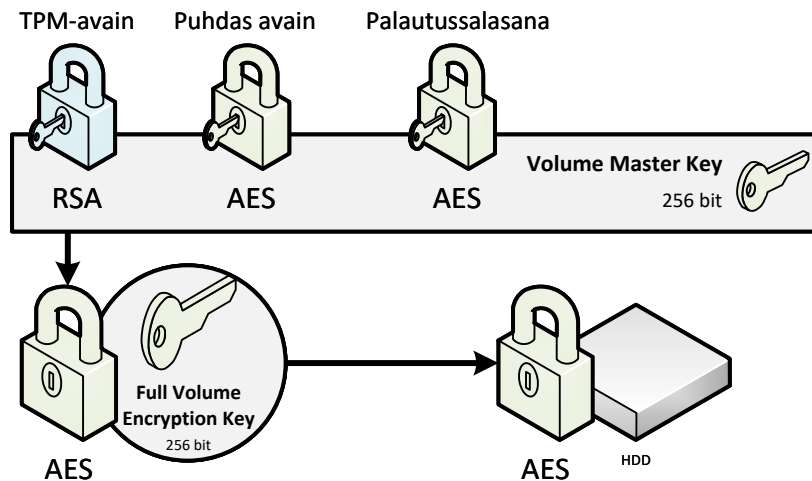 TPM-avain
Puhdas avain
Palautussalasana
RSA
AES
AES
Volume Master Key
256 bit
Full Volume
Encryption Key
256 bit
AES
AES
HDD